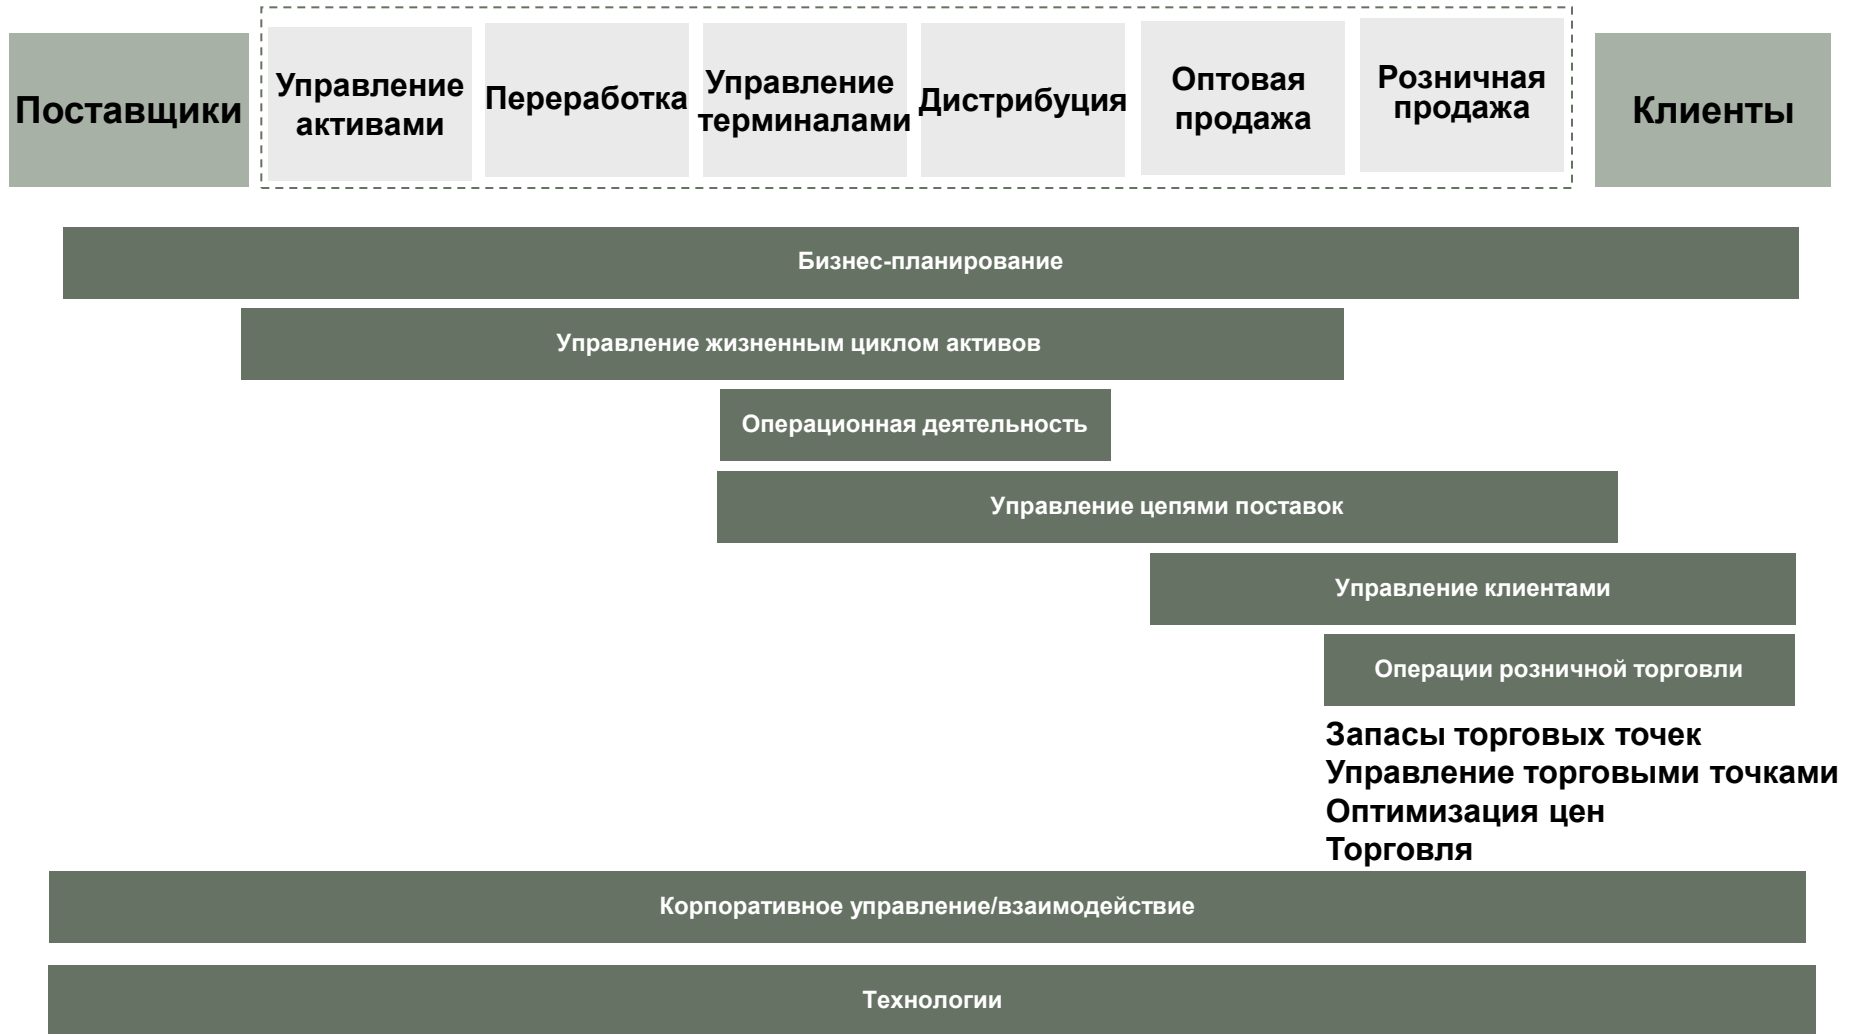 Поставщики
Управление
активами
Переработка
Управление
терминалами
Дистрибуция
Оптовая
продажа
Розничная
продажа
Клиенты
Бизнес-планирование
Управление жизненным циклом активов
Операционная деятельность
Управление цепями поставок
Управление клиентами
Операции розничной торговли
Запасы торговых точек
Управление торговыми точками
Оптимизация цен
Торговля
Корпоративное управление/взаимодействие
Технологии